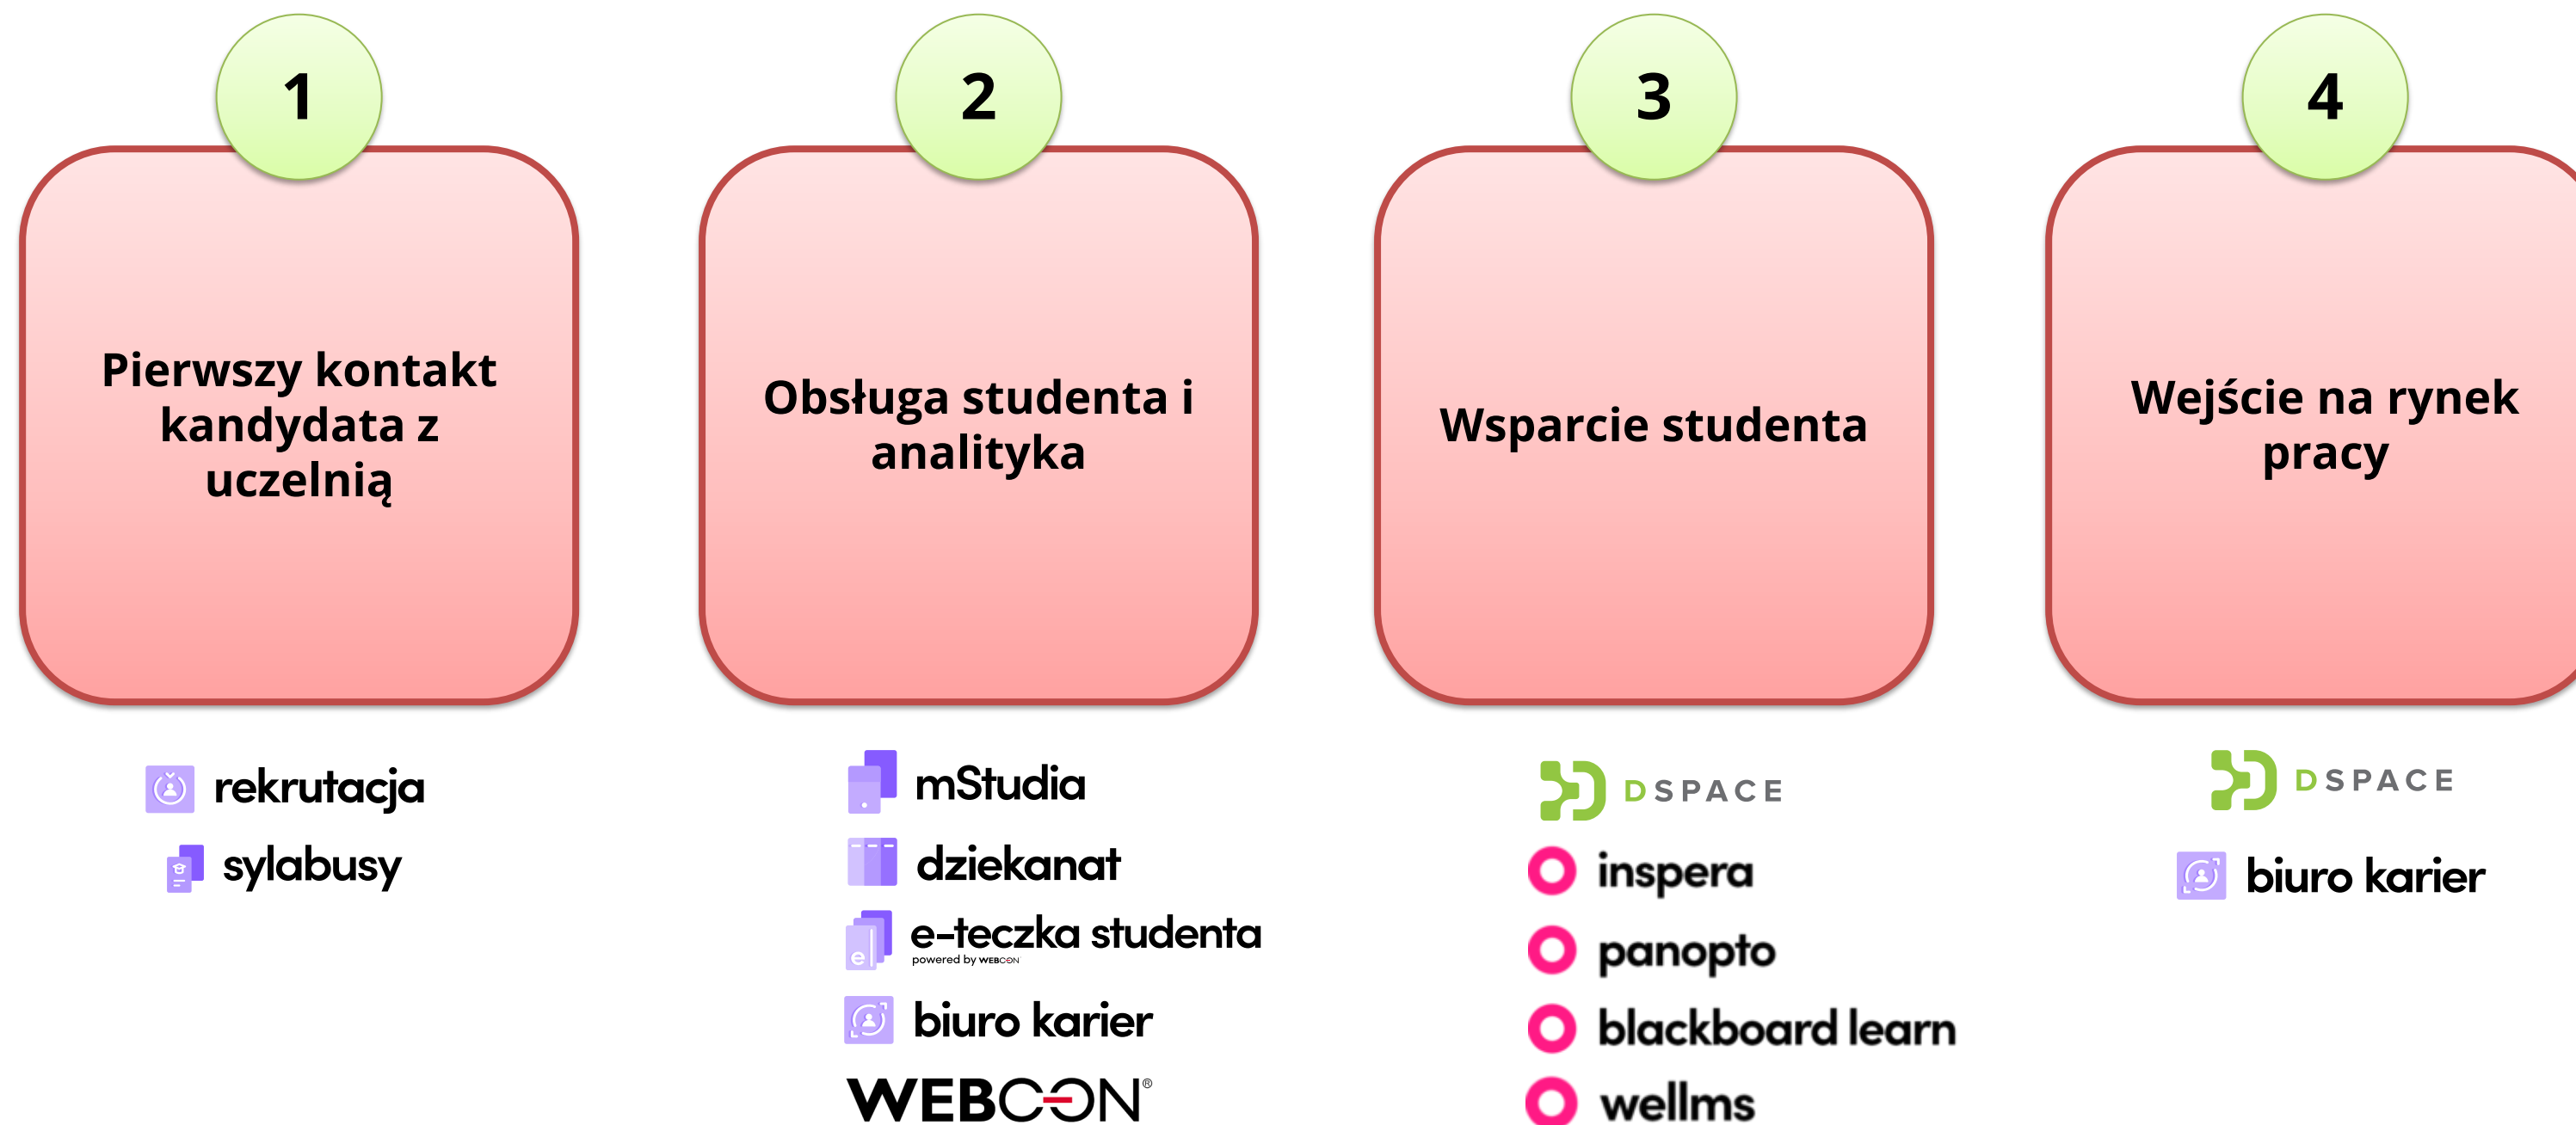 1
Pierwszy kontakt
kandydata z
uczelnią
rekrutacja
sylabusy
2
Obsługa studenta i
analityka
mStudia
dziekanat
e-teczka studenta
powered by WEBCON
biuro karier
WEBCON®
3
Wsparcie studenta
DSPACE
inspera
panopto
blackboard learn
wellms
4
Wejście na rynek
pracy
DSPACE
biuro karier